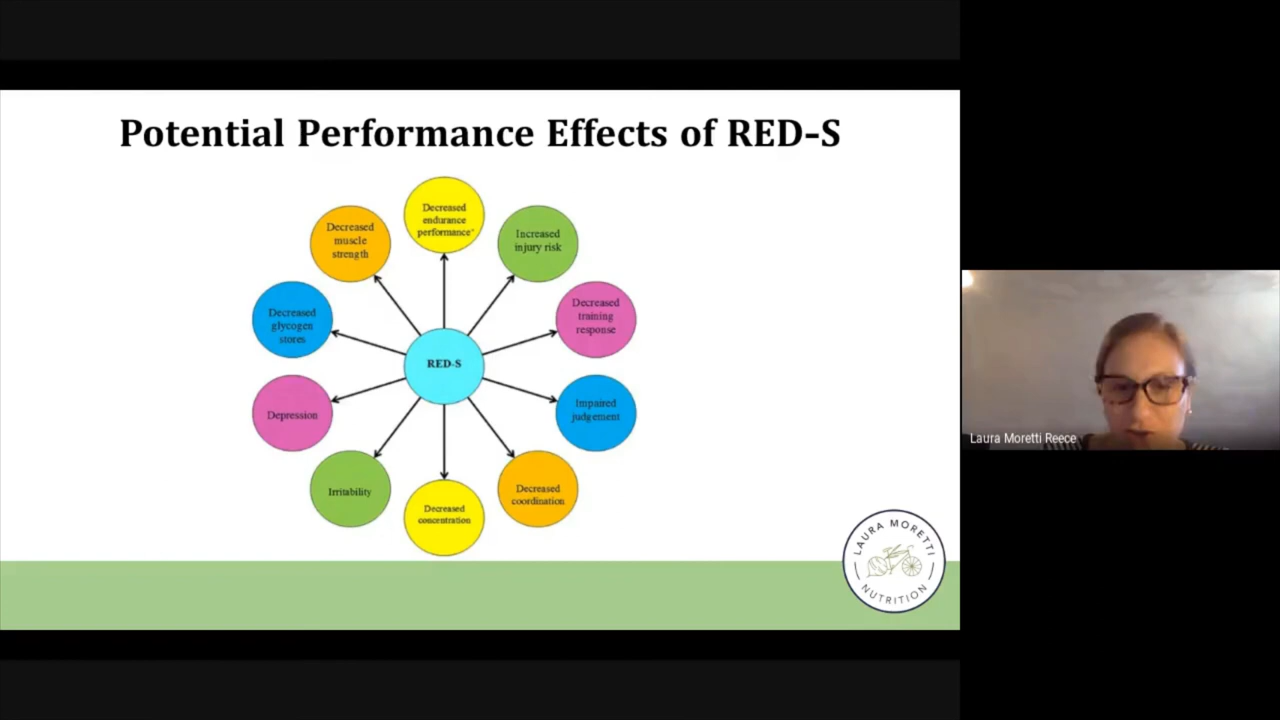 Potential Performance Effects of RED-S
Decreased
endurance
performance*
Decreased
muscle
strength
Increased
injury risk
Decreased
glycogen
stores
Decreased
training
response
RED-S
Depression
Impaired
judgement
Irritability
Decreased
concentration
Decreased
coordination
LAURA MORETTI
NUTRITION
Laura Moretti Reece